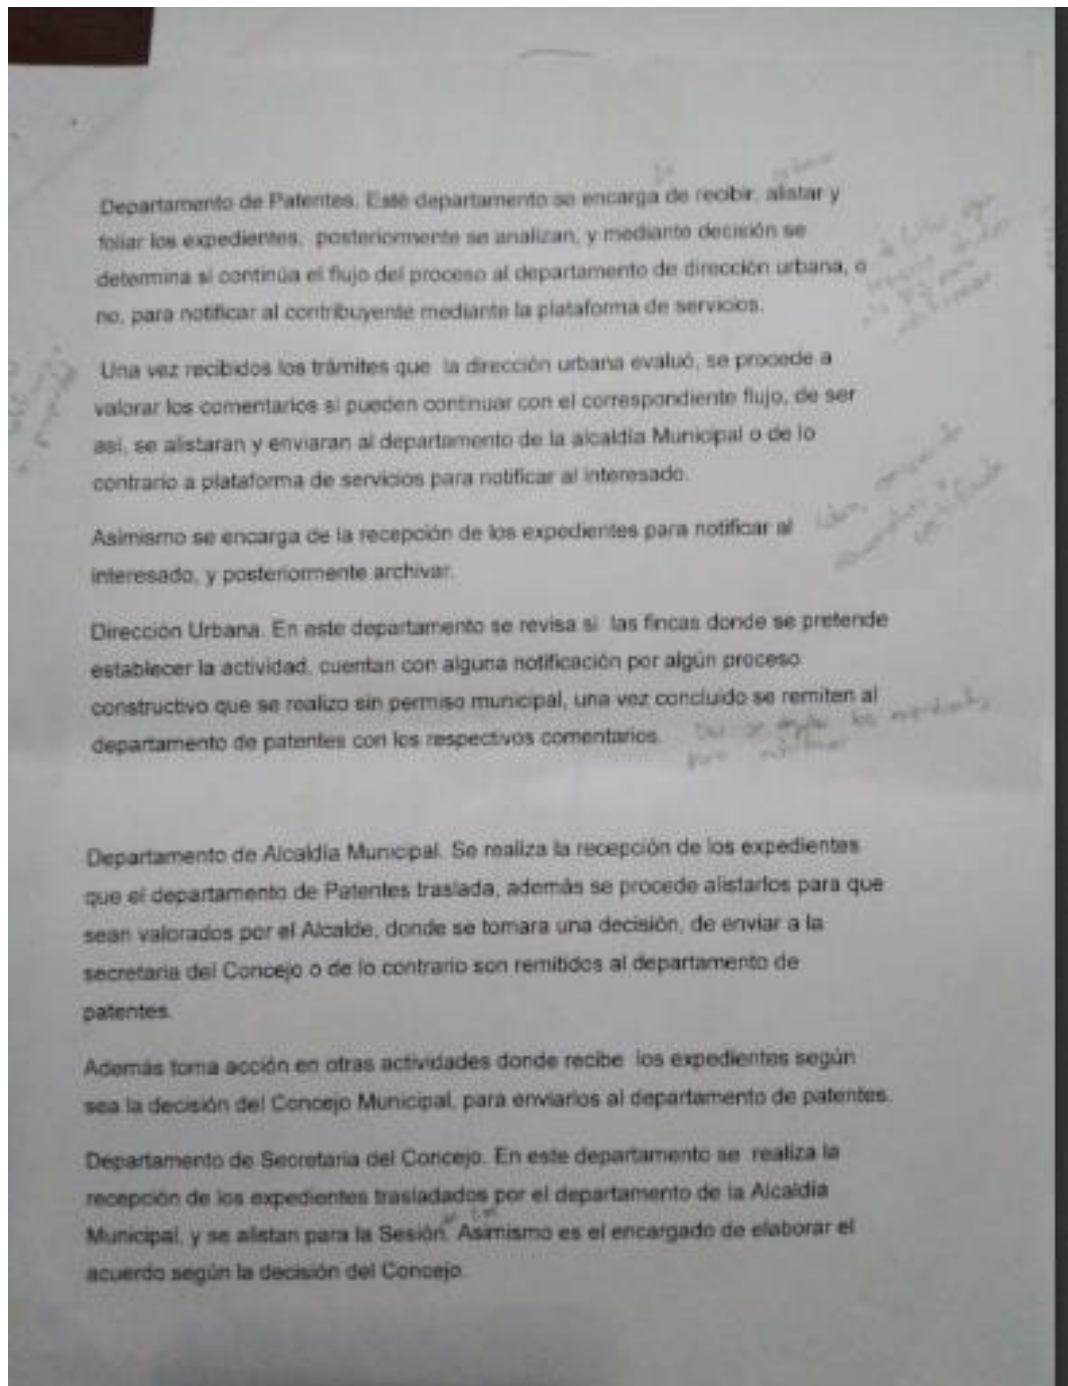 Departamento de Patentes. Esté departamento se encarga de recibir, alistar y
foliar los expedientes, posteriormente se analizan, y mediante decisión se
determina si continúa el flujo del proceso al departamento de dirección urbana, o
no, para notificar al contribuyente mediante la plataforma de servicios.
Una vez recibidos los trámites que la dirección urbana evaluó, se procede a
valorar los comentarios si pueden continuar con el correspondiente flujo, de ser
así, se alistaran y enviaran al departamento de la alcaldía Municipal o de lo
contrario a plataforma de servicios para notificar al interesado.
Asimismo se encarga de la recepción de los expedientes para notificar al
interesado, y posteriormente archivar.
Dirección Urbana. En este departamento se revisa si las fincas donde se pretende
establecer la actividad, cuentan con alguna notificación por algún proceso
constructivo que se realizo sin permiso municipal, una vez concluido se remiten al
departamento de patentes con los respectivos comentarios.
para notificar
Departamento de Alcaldía Municipal. Se realiza la recepción de los expedientes
que el departamento de Patentes traslada, además se procede alistarlos para que
sean valorados por el Alcalde, donde se tomara una decisión, de enviar a la
secretaria del Concejo o de lo contrario son remitidos al departamento de
patentes.
Además toma acción en otras actividades donde recibe los expedientes según
sea la decisión del Concejo Municipal, para enviarlos al departamento de patentes.
Departamento de Secretaria del Concejo. En este departamento se realiza la
recepción de los expedientes trasladados por el departamento de la Alcaldía
Municipal, y se alistan para la Sesión. Asimismo es el encargado de elaborar el
acuerdo según la decisión del Concejo.